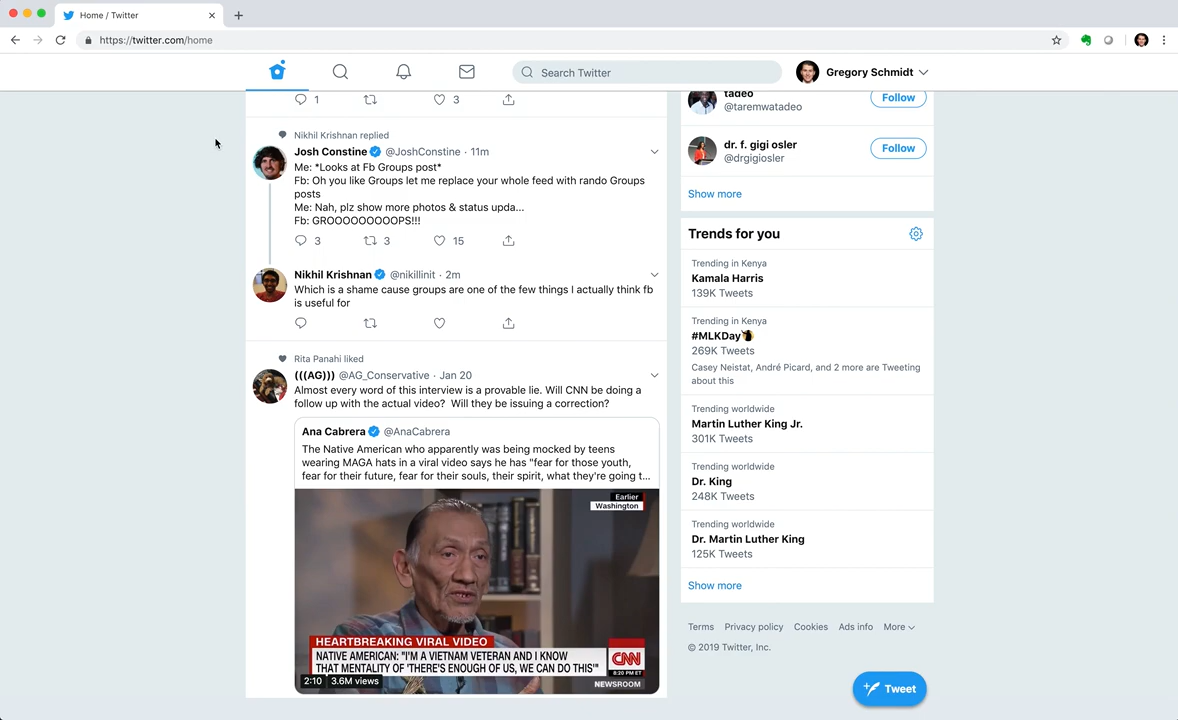 Home / Twitter
https://twitter.com/home
Search Twitter
Gregory Schmidt
1
3
Nikhil Krishnan replied
Josh Constine @JoshConstine · 11m
Me: *Looks at Fb Groups post*
Fb: Oh you like Groups let me replace your whole feed with rando Groups
posts
Me: Nah, plz show more photos & status upda...
Fb: GROOOOOOOOOPS!!!
3
3
15
Nikhil Krishnan @nikillinit · 2m
Which is a shame cause groups are one of the few things I actually think fb
is useful for
Rita Panahi liked
(((AG))) @AG_Conservative · Jan 20
Almost every word of this interview is a provable lie. Will CNN be doing a
follow up with the actual video?  Will they be issuing a correction?
Ana Cabrera @AnaCabrera
The Native American who apparently was being mocked by teens
wearing MAGA hats in a viral video says he has "fear for those youth,
fear for their future, fear for their souls, their spirit, what they're going t...
Earlier
Washington
HEARTBREAKING VIRAL VIDEO
NATIVE AMERICAN: "I'M A VIETNAM VETERAN AND I KNOW
THAT MENTALITY OF 'THERE'S ENOUGH OF US, WE CAN DO THIS'"
CNN
8:20 PM ET
2:10
3.6M views
NEWSROOM
tadeo
@taremwatadeo
Follow
dr. f. gigi osler
@drgigiosler
Follow
Show more
Trends for you
Trending in Kenya
Kamala Harris
139K Tweets
Trending in Kenya
#MLKDay
269K Tweets
Casey Neistat, André Picard, and 2 more are Tweeting
about this
Trending worldwide
Martin Luther King Jr.
301K Tweets
Trending worldwide
Dr. King
248K Tweets
Trending worldwide
Dr. Martin Luther King
125K Tweets
Show more
Terms Privacy policy Cookies Ads info More
© 2019 Twitter, Inc.
Tweet